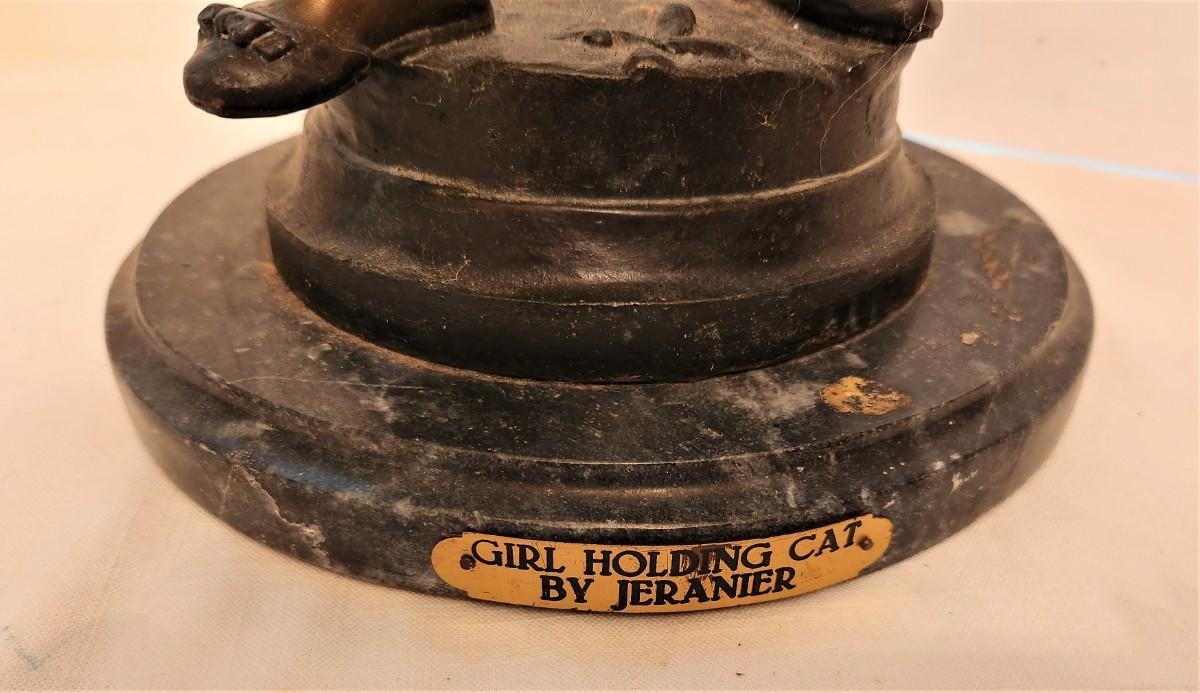 GIRL HOLDING CAT
BY JERANIER